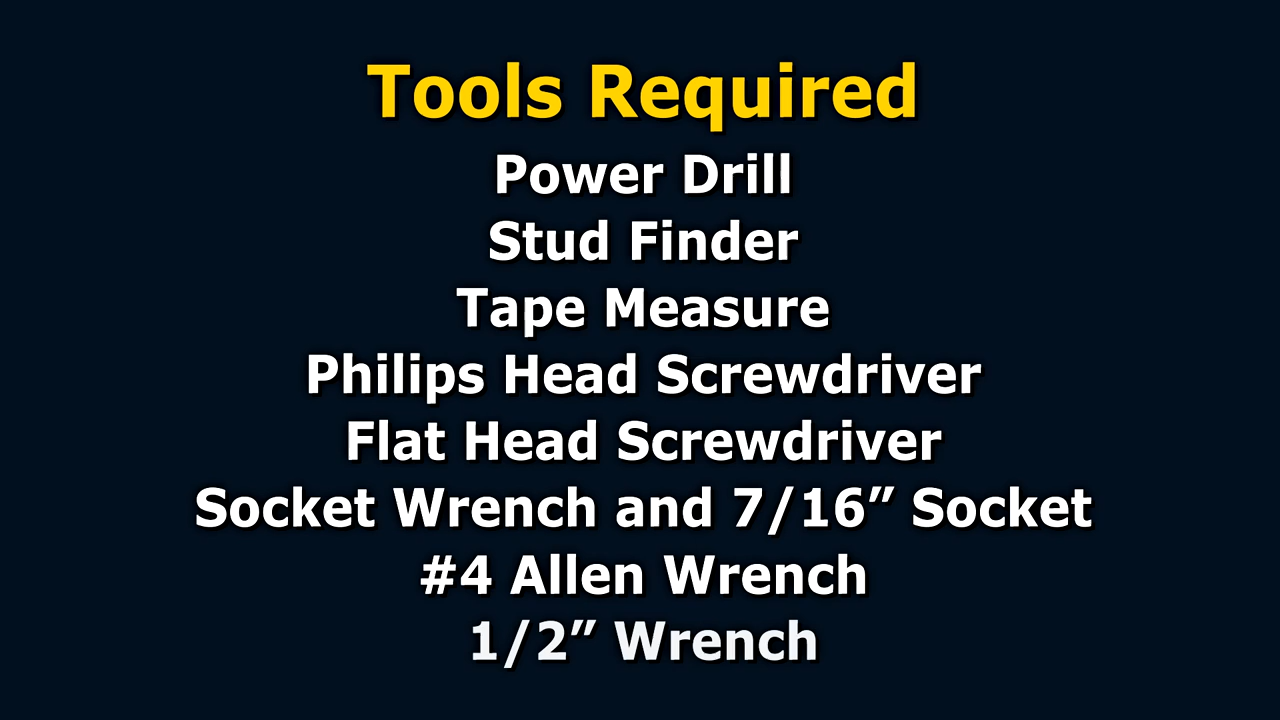 Tools Required
Power Drill
Stud Finder
Tape Measure
Philips Head Screwdriver
Flat Head Screwdriver
Socket Wrench and 7/16” Socket
#4 Allen Wrench
1/2” Wrench